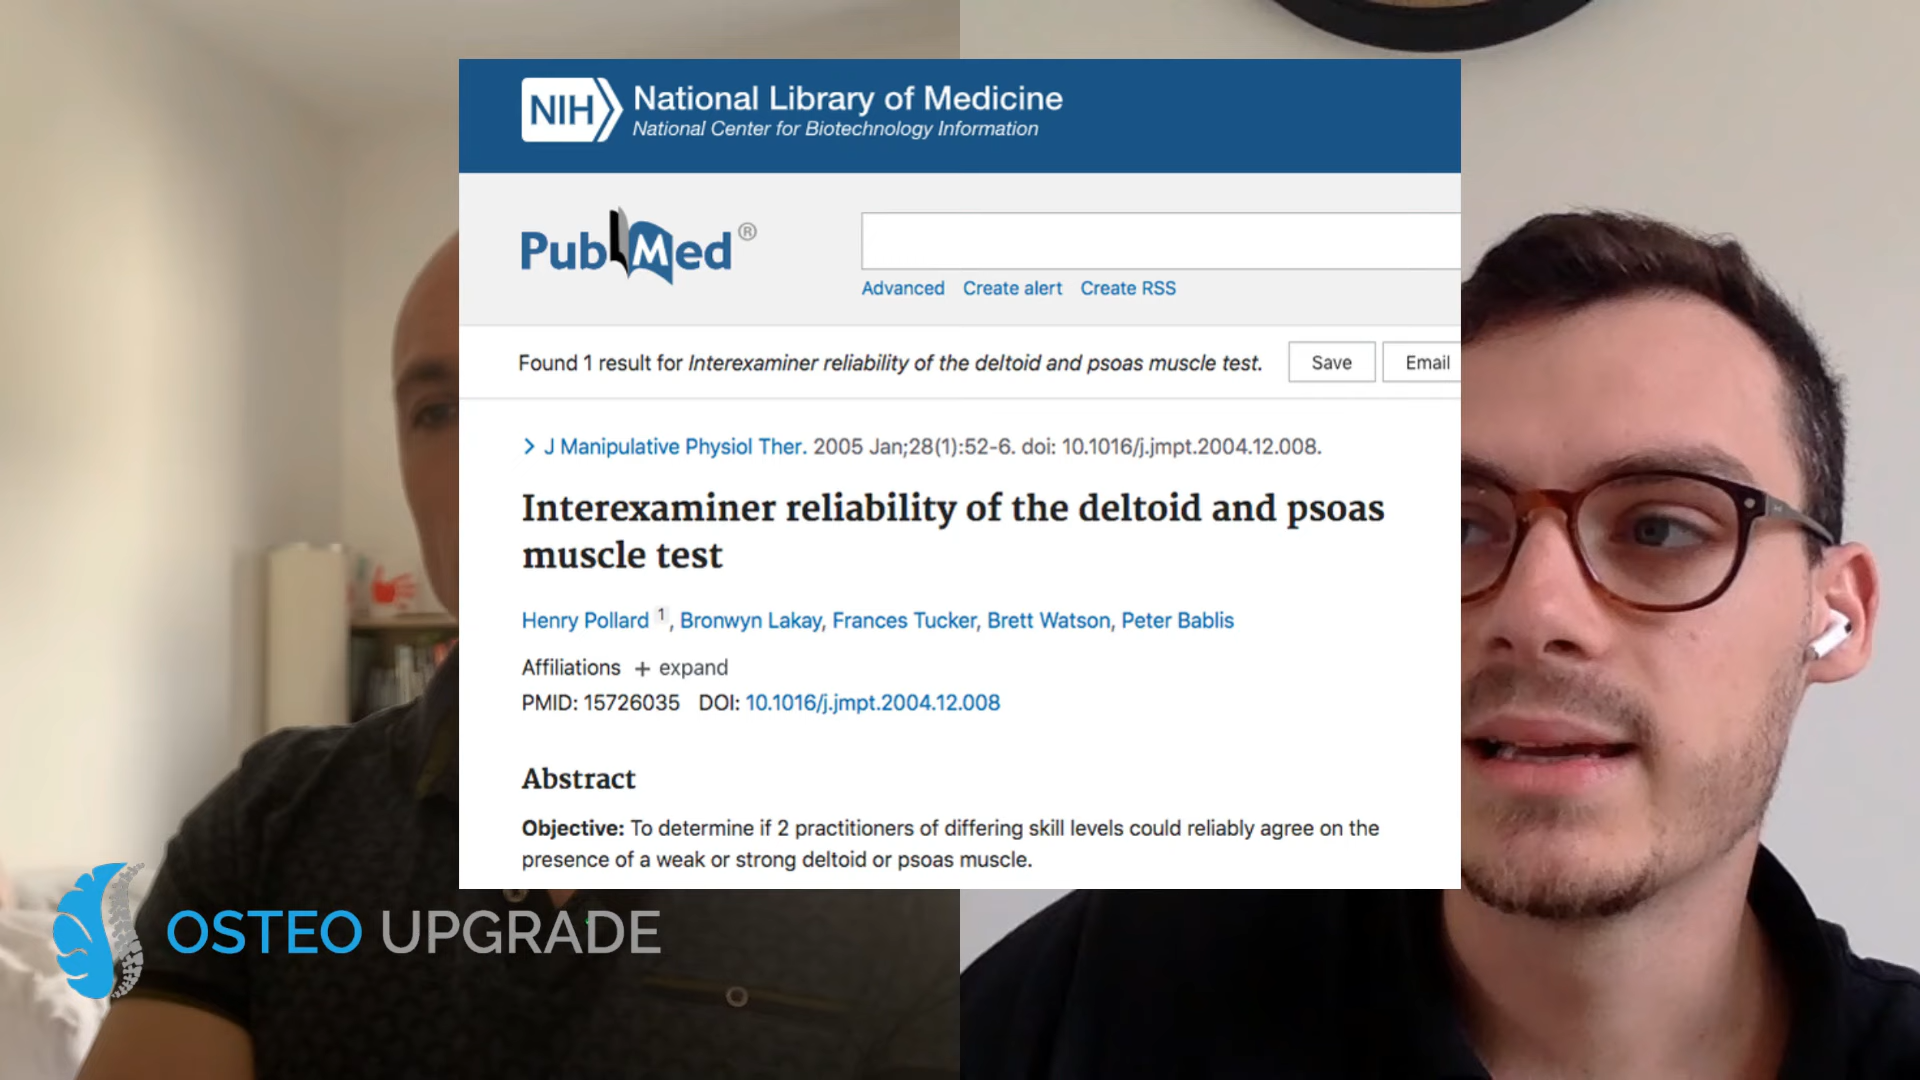 NIH National Library of Medicine
National Center for Biotechnology Information
PubMed®
Advanced Create alert Create RSS
Found 1 result for Interexaminer reliability of the deltoid and psoas muscle test. Save Email
J Manipulative Physiol Ther. 2005 Jan;28(1):52-6. doi: 10.1016/j.jmpt.2004.12.008.
Interexaminer reliability of the deltoid and psoas
muscle test
Henry Pollard 1, Bronwyn Lakay, Frances Tucker, Brett Watson, Peter Bablis
Affiliations + expand
PMID: 15726035 DOI: 10.1016/j.jmpt.2004.12.008
Abstract
Objective: To determine if 2 practitioners of differing skill levels could reliably agree on the
presence of a weak or strong deltoid or psoas muscle.
OSTEO UPGRADE